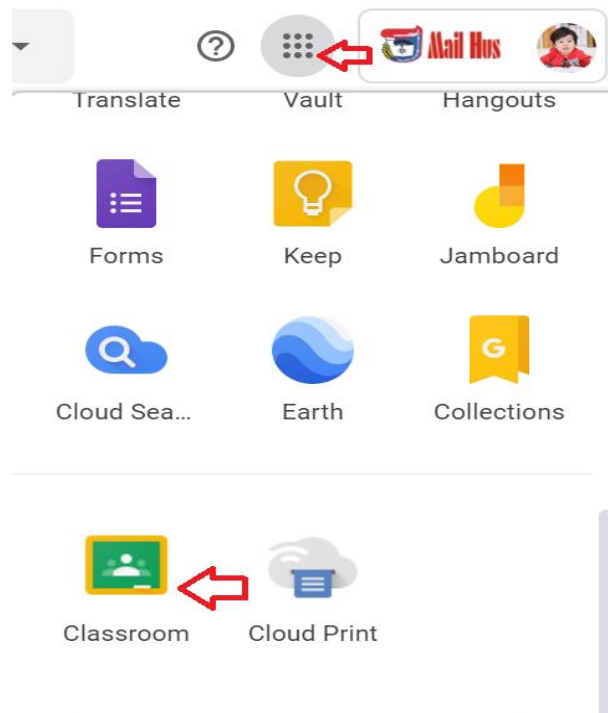 Mail Hus
Translate Vault Hangouts
Forms Keep Jamboard
G
Cloud Sea... Earth Collections
Classroom Cloud Print